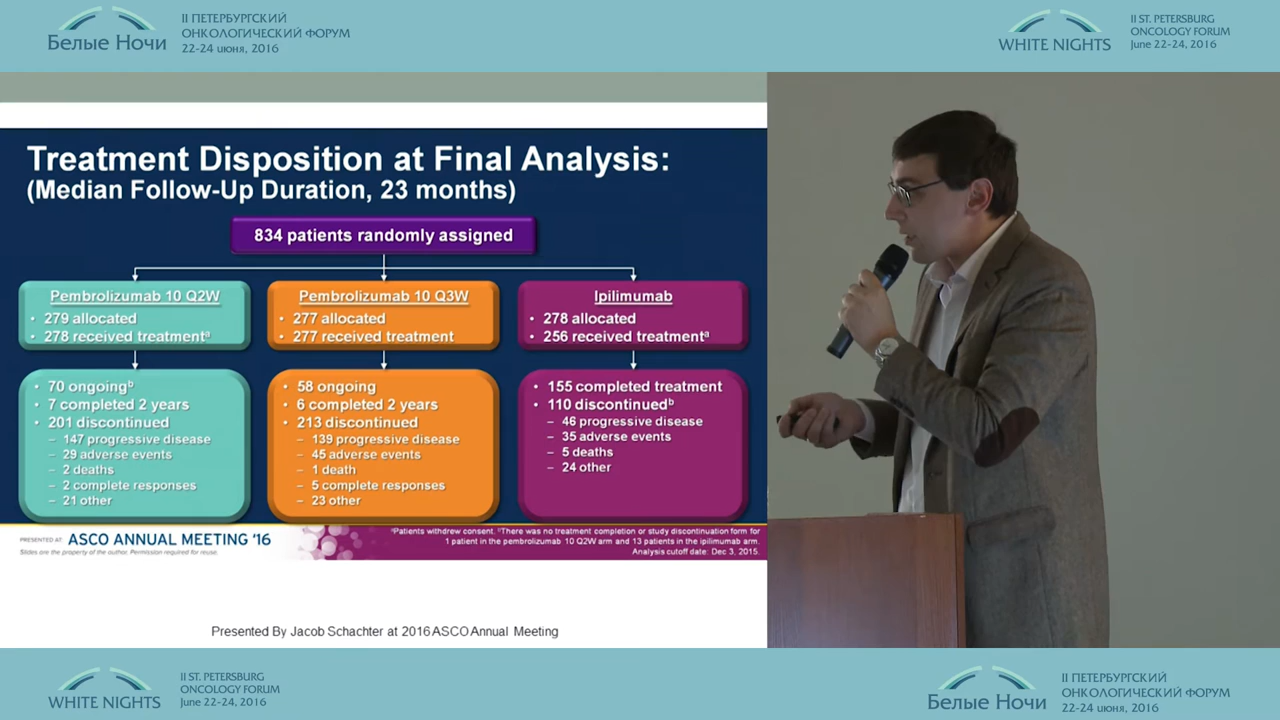 II ПЕТЕРБУРГСКИЙ
ОНКОЛОГИЧЕСКИЙ ФОРУМ
22-24 июня, 2016
Белые Ночи
WHITE NIGHTS
II ST. PETERSBURG
ONCOLOGY FORUM
June 22-24, 2016
Treatment Disposition at Final Analysis:
(Median Follow-Up Duration, 23 months)
834 patients randomly assigned
Pembrolizumab 10 Q2W
• 279 allocated
• 278 received treatmentᵃ
Pembrolizumab 10 Q3W
• 277 allocated
• 277 received treatment
Ipilimumab
• 278 allocated
• 256 received treatmentᵃ
• 70 ongoingᵇ
• 7 completed 2 years
• 201 discontinued
– 147 progressive disease
– 29 adverse events
– 2 deaths
– 2 complete responses
– 21 other
• 58 ongoing
• 6 completed 2 years
• 213 discontinued
– 139 progressive disease
– 45 adverse events
– 1 death
– 5 complete responses
– 23 other
• 155 completed treatment
• 110 discontinuedᵇ
– 46 progressive disease
– 35 adverse events
– 5 deaths
– 24 other
PRESENTED AT: ASCO ANNUAL MEETING '16
Slides are the property of the author. Permission required for reuse.
ᵃPatients withdrew consent. ᵇThere was no treatment completion or study discontinuation form for
1 patient in the pembrolizumab 10 Q2W arm and 13 patients in the ipilimumab arm.
Analysis cutoff date: Dec 3, 2015.
Presented By Jacob Schachter at 2016 ASCO Annual Meeting
WHITE NIGHTS
II ST. PETERSBURG
ONCOLOGY FORUM
June 22-24, 2016
Белые Ночи
II ПЕТЕРБУРГСКИЙ
ОНКОЛОГИЧЕСКИЙ ФОРУМ
22-24 июня, 2016